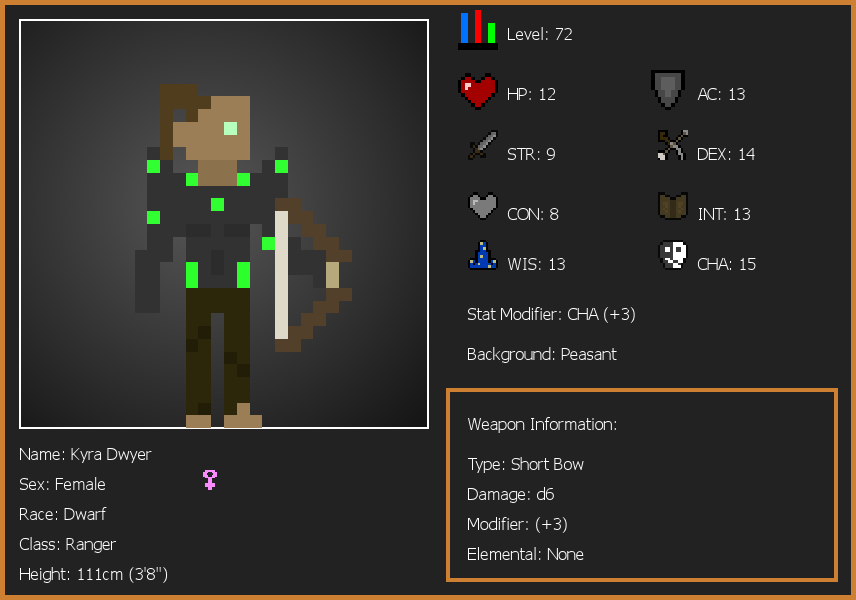 Level: 72
HP: 12
AC: 13
STR: 9
DEX: 14
CON: 8
INT: 13
WIS: 13
CHA: 15
Stat Modifier: CHA (+3)
Background: Peasant
Weapon Information:
Type: Short Bow
Damage: d6
Modifier: (+3)
Elemental: None
Name: Kyra Dwyer
Sex: Female
Race: Dwarf
Class: Ranger
Height: 111cm (3'8")